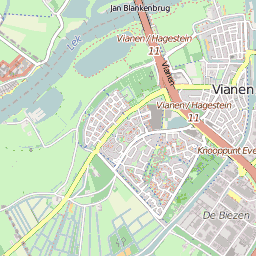 Jan Blankenbrug
Lek
Vianen / Hagestein
11
Vianen
Vianen
Vianen / Hagestein
11
Knooppunt Eve
De Biezen